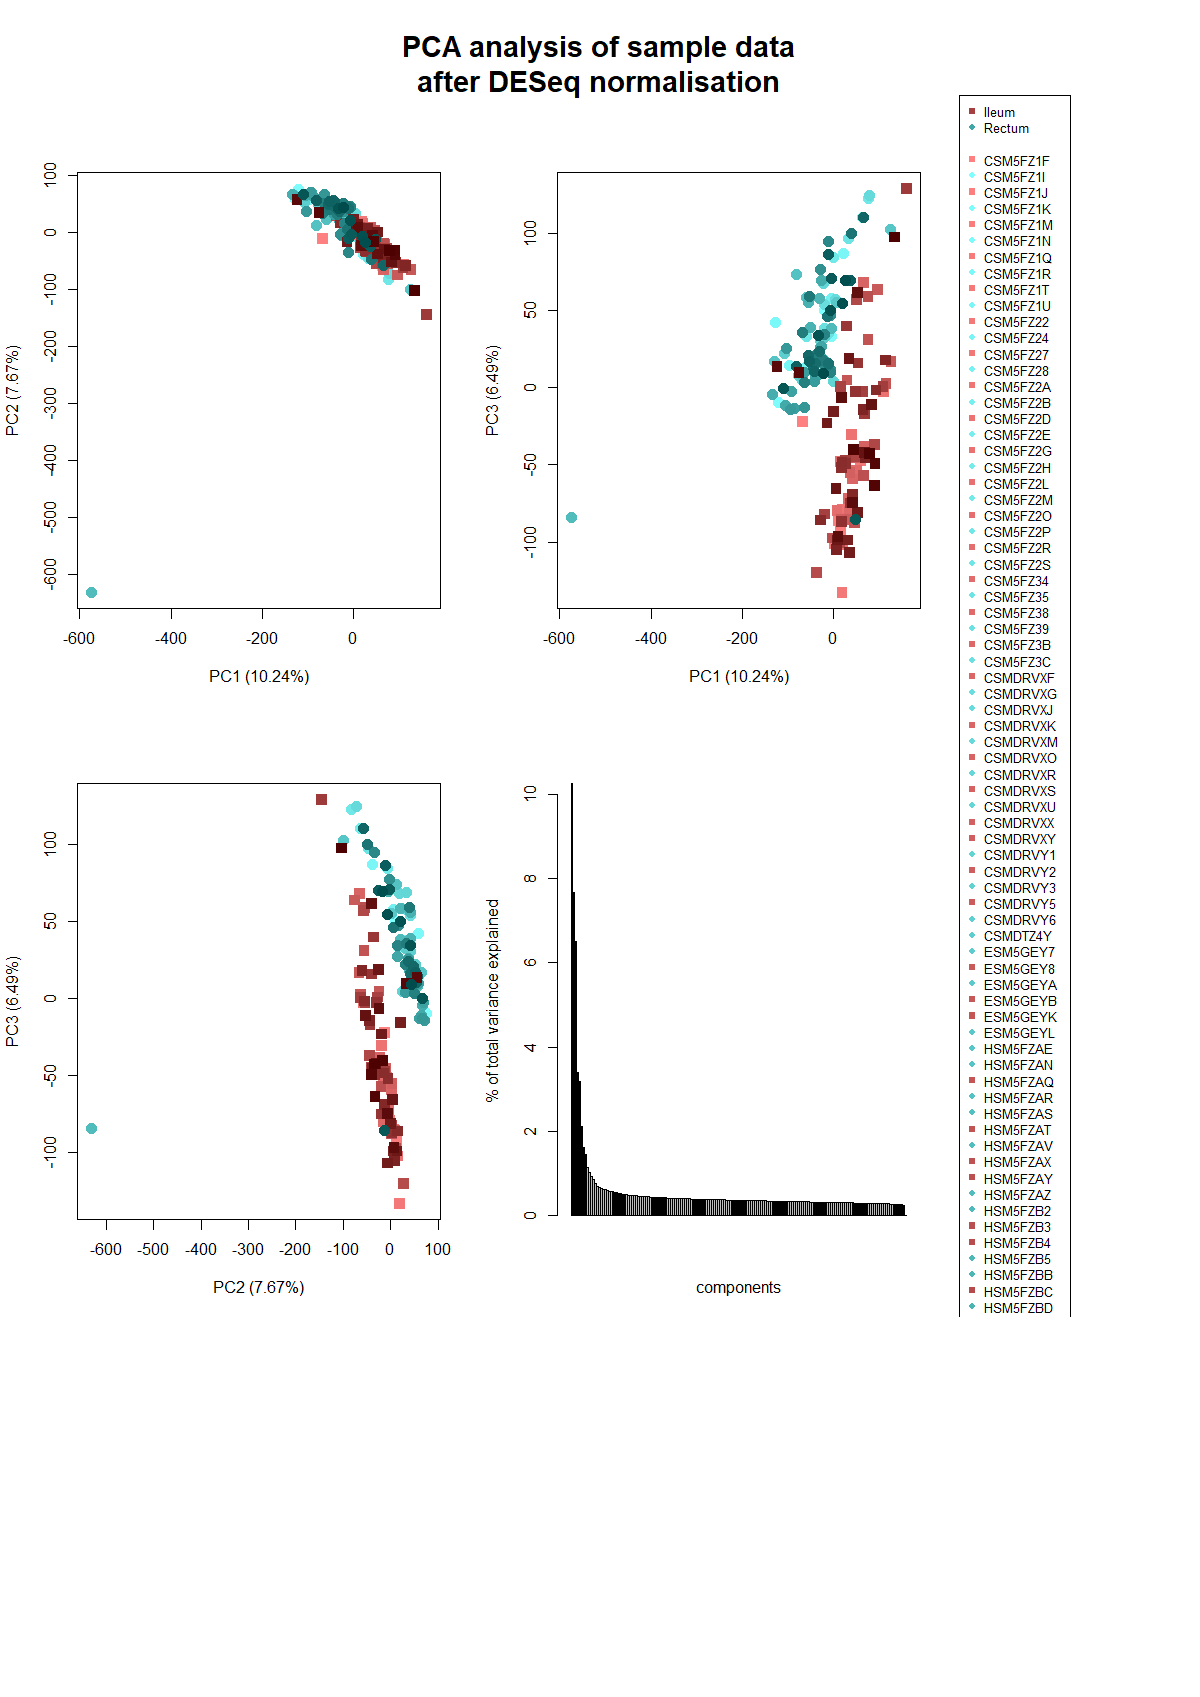 PCA analysis of sample data
after DESeq normalisation
100
0
-100
-200
-300
-400
-500
-600
PC2 (7.67%)
-600
-400
-200
0
PC1 (10.24%)
100
50
0
-50
-100
PC3 (6.49%)
-600
-400
-200
0
PC1 (10.24%)
100
50
0
-50
-100
PC3 (6.49%)
-600
-500
-400
-300
-200
-100
0
100
PC2 (7.67%)
10
8
6
4
2
0
% of total variance explained
components
Ileum
Rectum
CSM5FZ1F
CSM5FZ1I
CSM5FZ1J
CSM5FZ1K
CSM5FZ1M
CSM5FZ1N
CSM5FZ1Q
CSM5FZ1R
CSM5FZ1T
CSM5FZ1U
CSM5FZ22
CSM5FZ24
CSM5FZ27
CSM5FZ28
CSM5FZ2A
CSM5FZ2B
CSM5FZ2D
CSM5FZ2E
CSM5FZ2G
CSM5FZ2H
CSM5FZ2L
CSM5FZ2M
CSM5FZ2O
CSM5FZ2P
CSM5FZ2R
CSM5FZ2S
CSM5FZ34
CSM5FZ35
CSM5FZ38
CSM5FZ39
CSM5FZ3B
CSM5FZ3C
CSMDRVXF
CSMDRVXG
CSMDRVXJ
CSMDRVXK
CSMDRVXM
CSMDRVXO
CSMDRVXR
CSMDRVXS
CSMDRVXU
CSMDRVXX
CSMDRVXY
CSMDRVY1
CSMDRVY2
CSMDRVY3
CSMDRVY5
CSMDRVY6
CSMDTZ4Y
ESM5GEY7
ESM5GEY8
ESM5GEYA
ESM5GEYB
ESM5GEYK
ESM5GEYL
HSM5FZAE
HSM5FZAN
HSM5FZAQ
HSM5FZAR
HSM5FZAS
HSM5FZAT
HSM5FZAV
HSM5FZAX
HSM5FZAY
HSM5FZAZ
HSM5FZB2
HSM5FZB3
HSM5FZB4
HSM5FZB5
HSM5FZBB
HSM5FZBC
HSM5FZBD